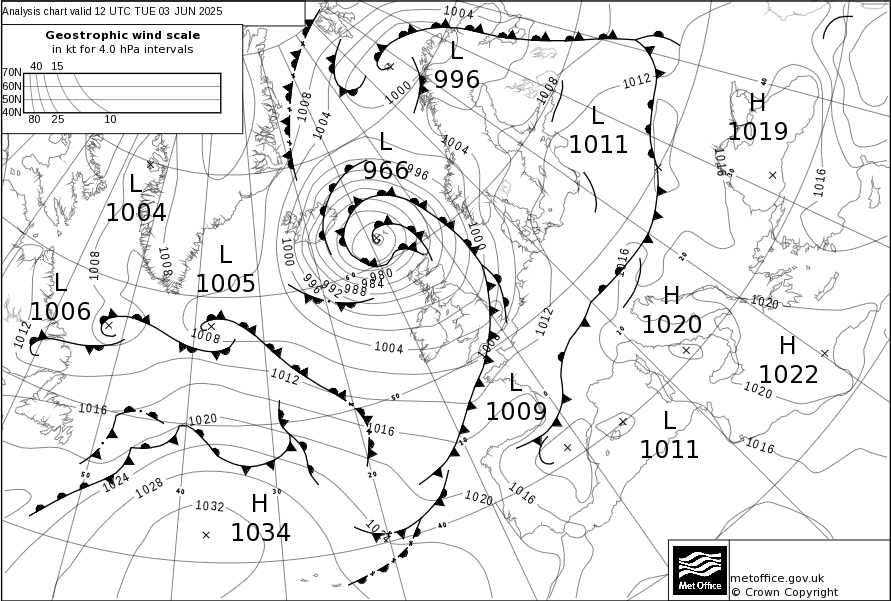 Analysis chart valid 12 UTC TUE 03 JUN 2025
Geostrophic wind scale
in kt for 4.0 hPa intervals
40 15
70N
60N
50N
40N
80 25 10
1004
L
996
1012
H
1019
40
1008
1008
1000
1004
L
1011
L
966
996
1004
1016
30
1016
L
1004
1000
1000
1008
1008
L
1005
1016
20
L
1006
996
992
988
984
980
60
H
1020
1020
1012
1008
1012
10
1004
1008
H
1022
1012
0
L
1009
1020
1016
1020
50
1016
L
1011
1016
10
50
1024
1028
40
30
20
1020
1016
1032
H
1034
40
Met Office
metoffice.gov.uk
© Crown Copyright